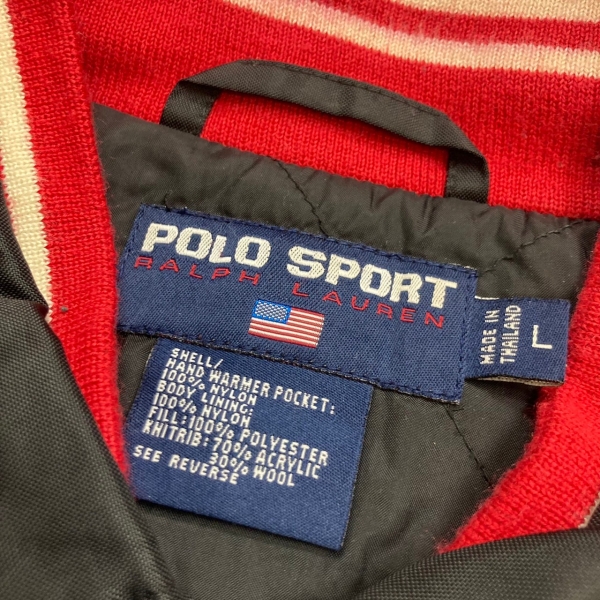 POLO SPORT
RALPH LAUREN
MADE IN
THAILAND
L
SHELL/
HAND WARMER POCKET:
100% NYLON
BODY LINING:
100% NYLON
FILL: 100% POLYESTER
KNITRIB: 70% ACRYLIC
30% WOOL
SEE REVERSE